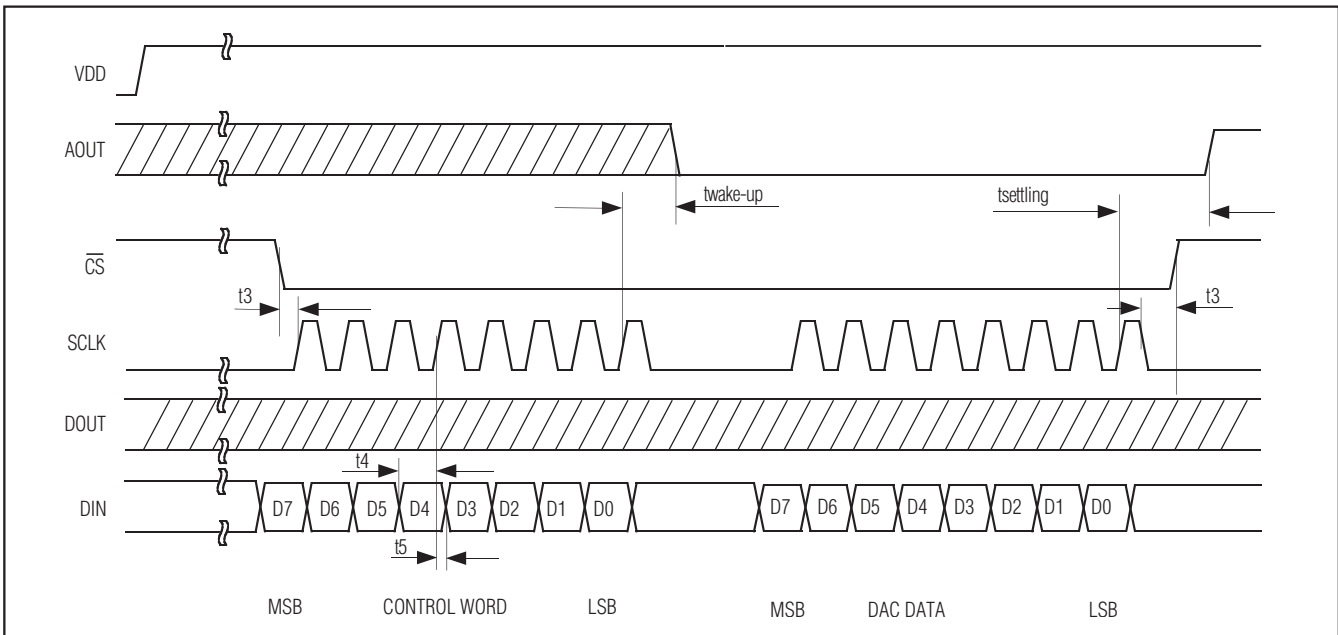 VDD
AOUT
twake-up
tsettling
CS
t3
t3
SCLK
DOUT
t4
DIN
D7 D6 D5 D4 D3 D2 D1 D0 D7 D6 D5 D4 D3 D2 D1 D0
t5
MSB CONTROL WORD LSB MSB DAC DATA LSB